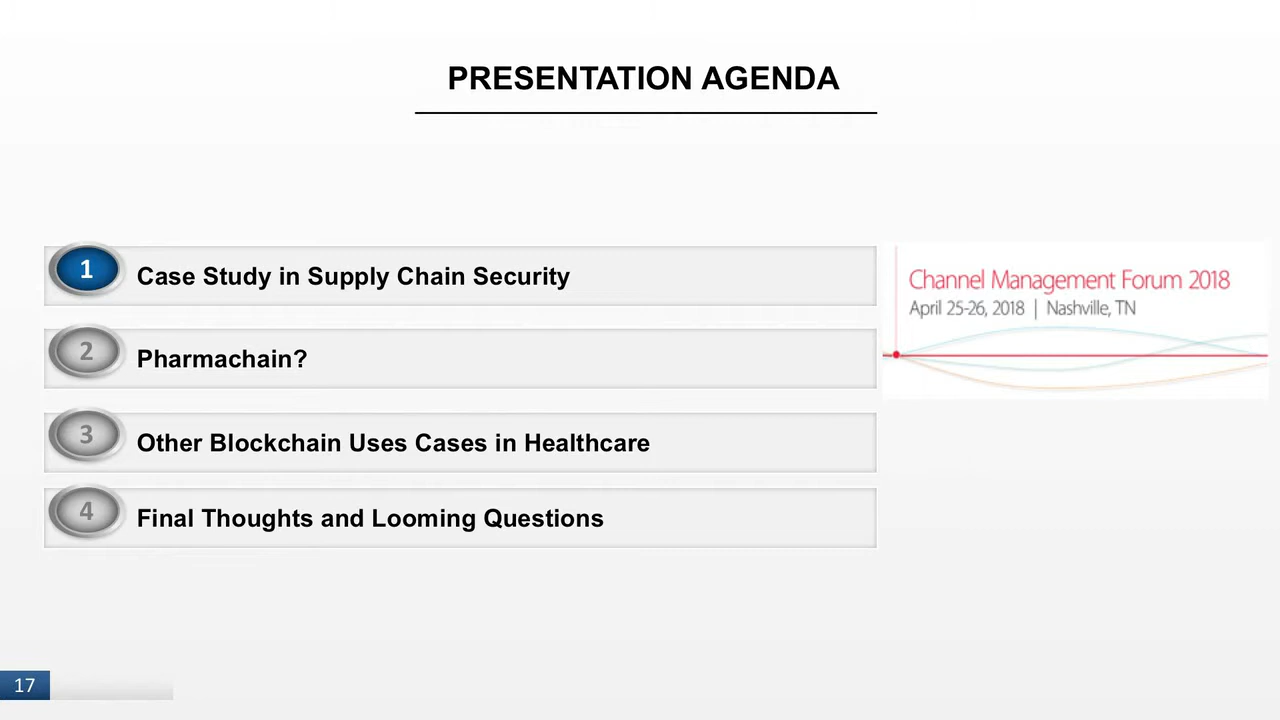 PRESENTATION AGENDA
1
Case Study in Supply Chain Security
2
Pharmachain?
3
Other Blockchain Uses Cases in Healthcare
4
Final Thoughts and Looming Questions
Channel Management Forum 2018
April 25-26, 2018 | Nashville, TN
17